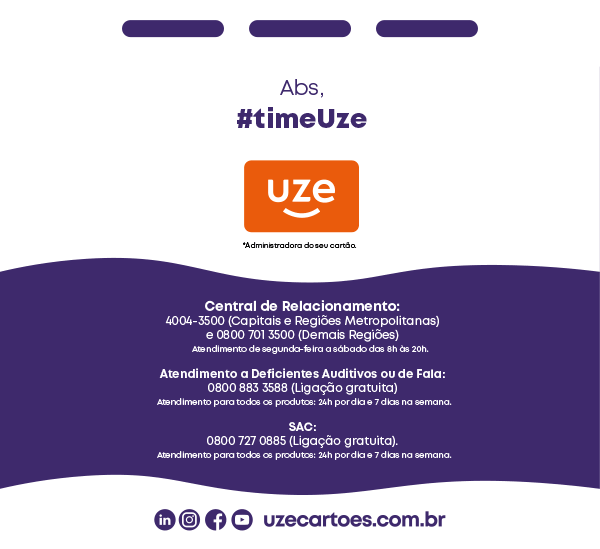 Abs,
#timeUze
uze
*Administradora do seu cartão.
Central de Relacionamento:
4004-3500 (Capitais e Regiões Metropolitanas)
e 0800 701 3500 (Demais Regiões)
Atendimento de segunda-feira a sábado das 8h às 20h.
Atendimento a Deficientes Auditivos ou de Fala:
0800 883 3588 (Ligação gratuita)
Atendimento para todos os produtos: 24h por dia e 7 dias na semana.
SAC:
0800 727 0885 (Ligação gratuita).
Atendimento para todos os produtos: 24h por dia e 7 dias na semana.
uzecartoes.com.br